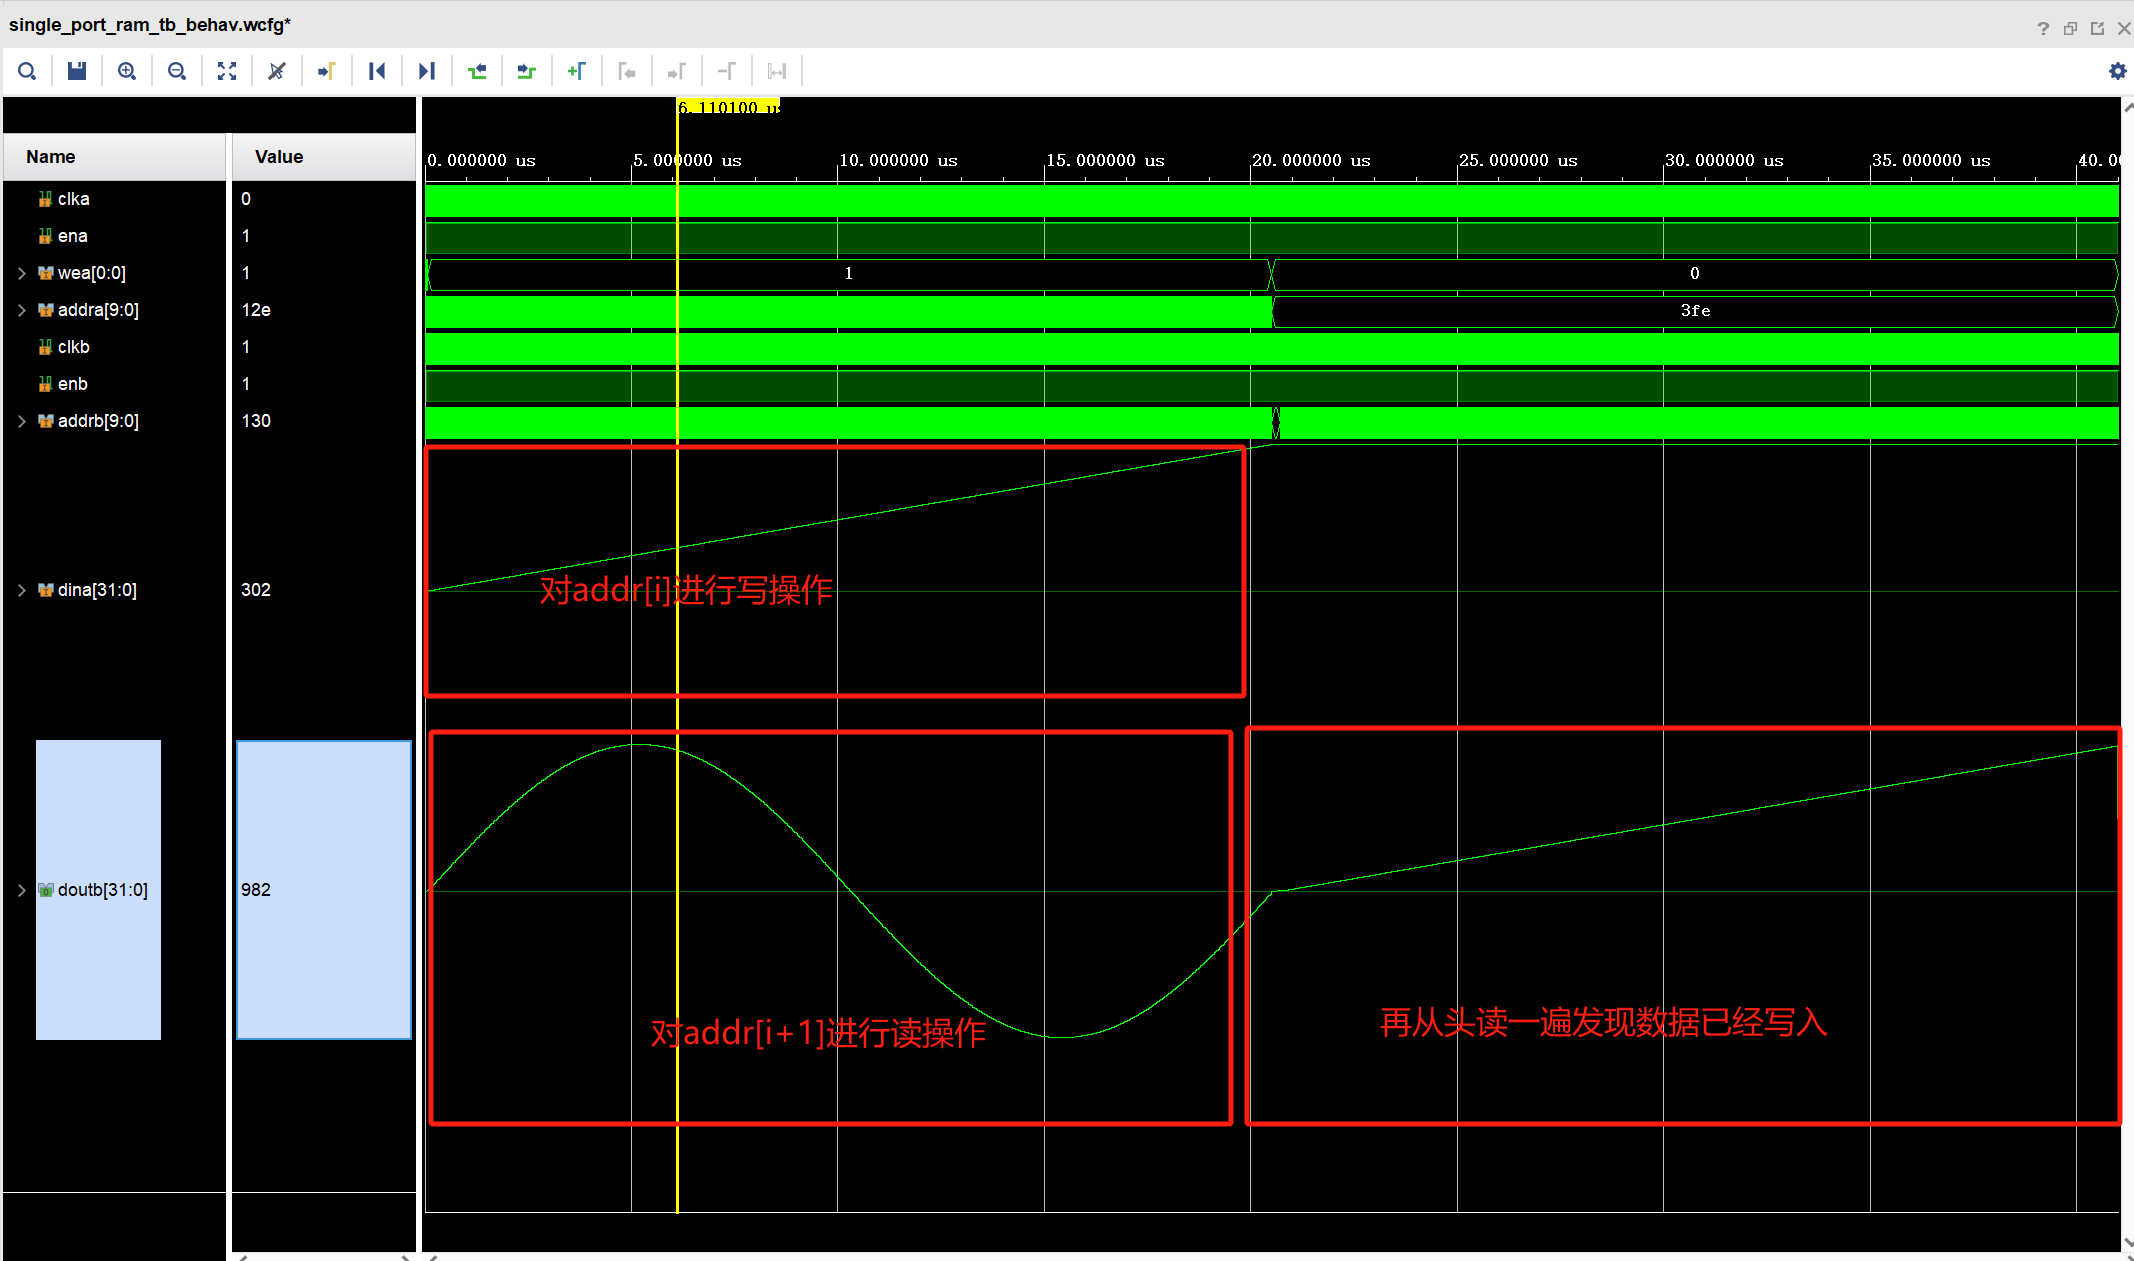 single_port_ram_tb_behav.wcfg*
6.110100 us
Name
Value
0.000000 us
5.000000 us
10.000000 us
15.000000 us
20.000000 us
25.000000 us
30.000000 us
35.000000 us
40.00
clka
0
ena
1
wea[0:0]
1
1
0
addra[9:0]
12e
3fe
clkb
1
enb
1
addrb[9:0]
130
dina[31:0]
302
对addr[i]进行写操作
doutb[31:0]
982
对addr[i+1]进行读操作
再从头读一遍发现数据已经写入